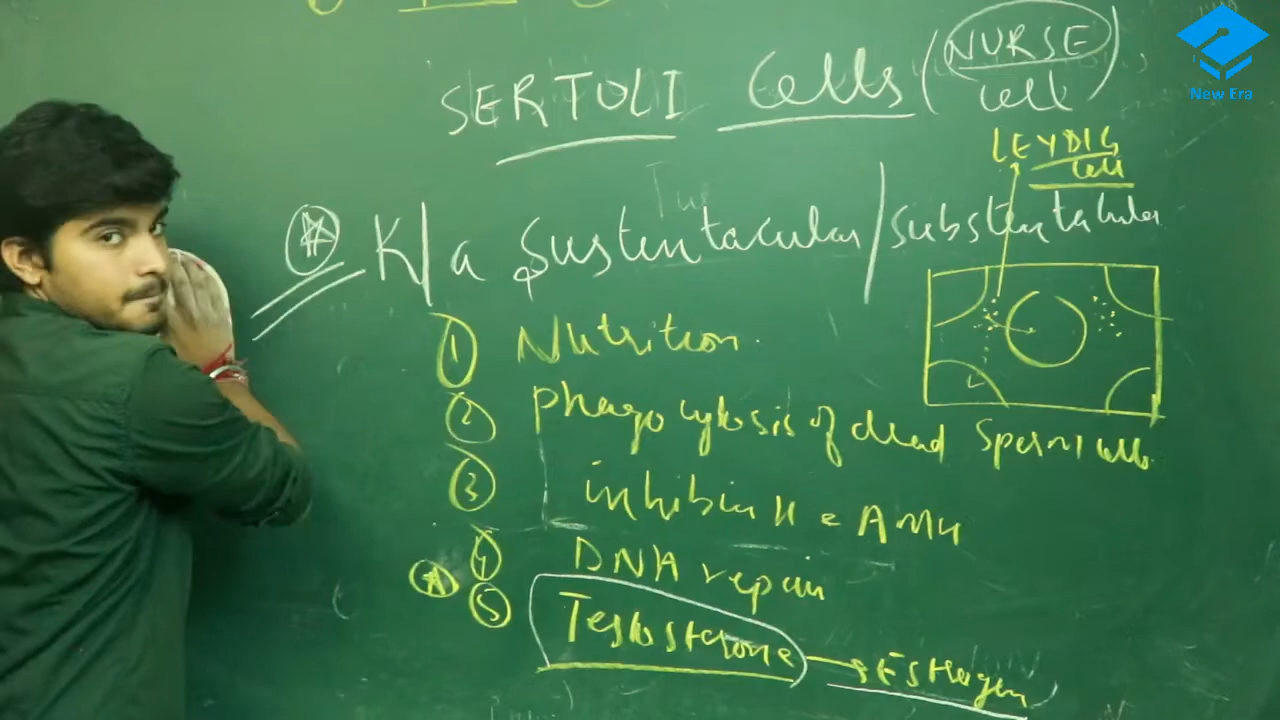 SERTOLI Cells (NURSE cell)
New Era
LEYDIG cell
K/a Sustentacular / Substentacular
1 Nutrition.
2 phagocytosis of dead sperm cells
3 inhibin H & AMH
4 DNA repair
5 Testosterone → Estrogen